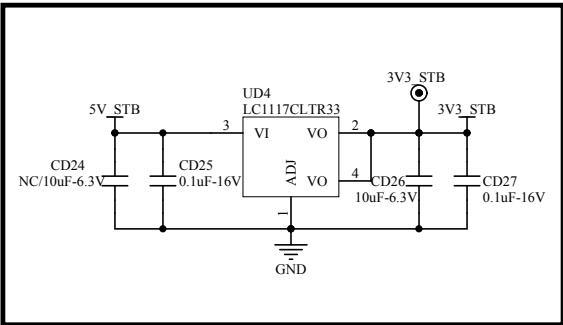 3V3_STB
UD4
LC1117CLTR33
5V_STB
3V3_STB
3
VI
VO
2
CD24
NC/10uF-6.3V
CD25
0.1uF-16V
ADJ
VO
4
CD26
10uF-6.3V
CD27
0.1uF-16V
1
GND